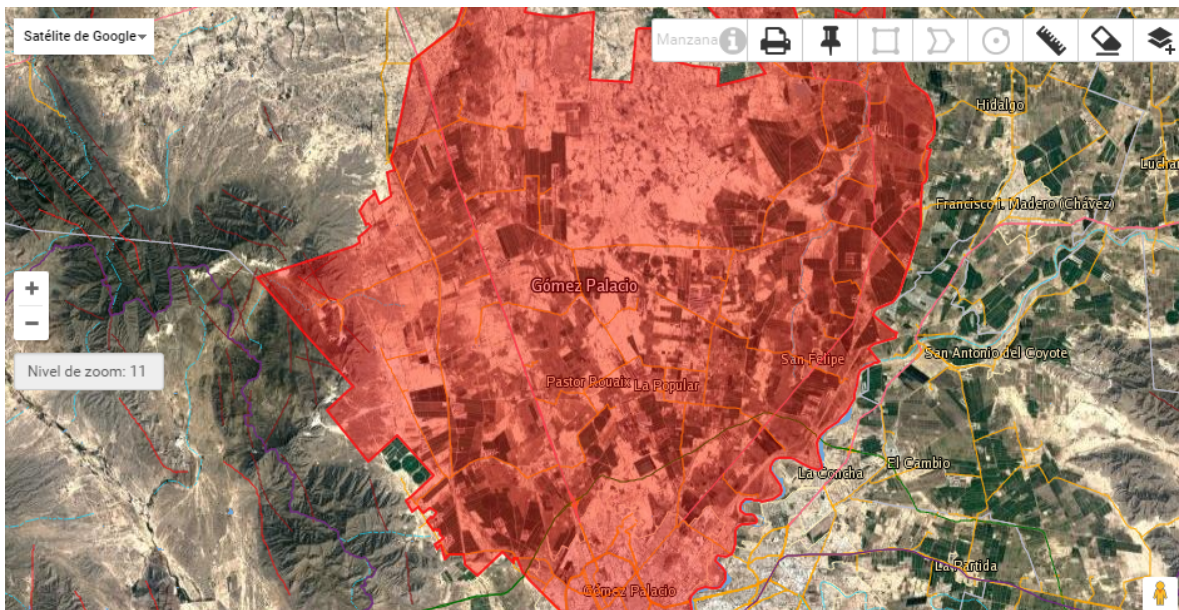 Satélite de Google
Manzana
Hidalgo
Francisco I. Madero (Chávez)
Gómez Palacio
San Felipe
San Antonio del Coyote
Nivel de zoom: 11
Pastor Rouaix
La Popular
La Concha
El Cambio
La Partida
Gómez Palacio